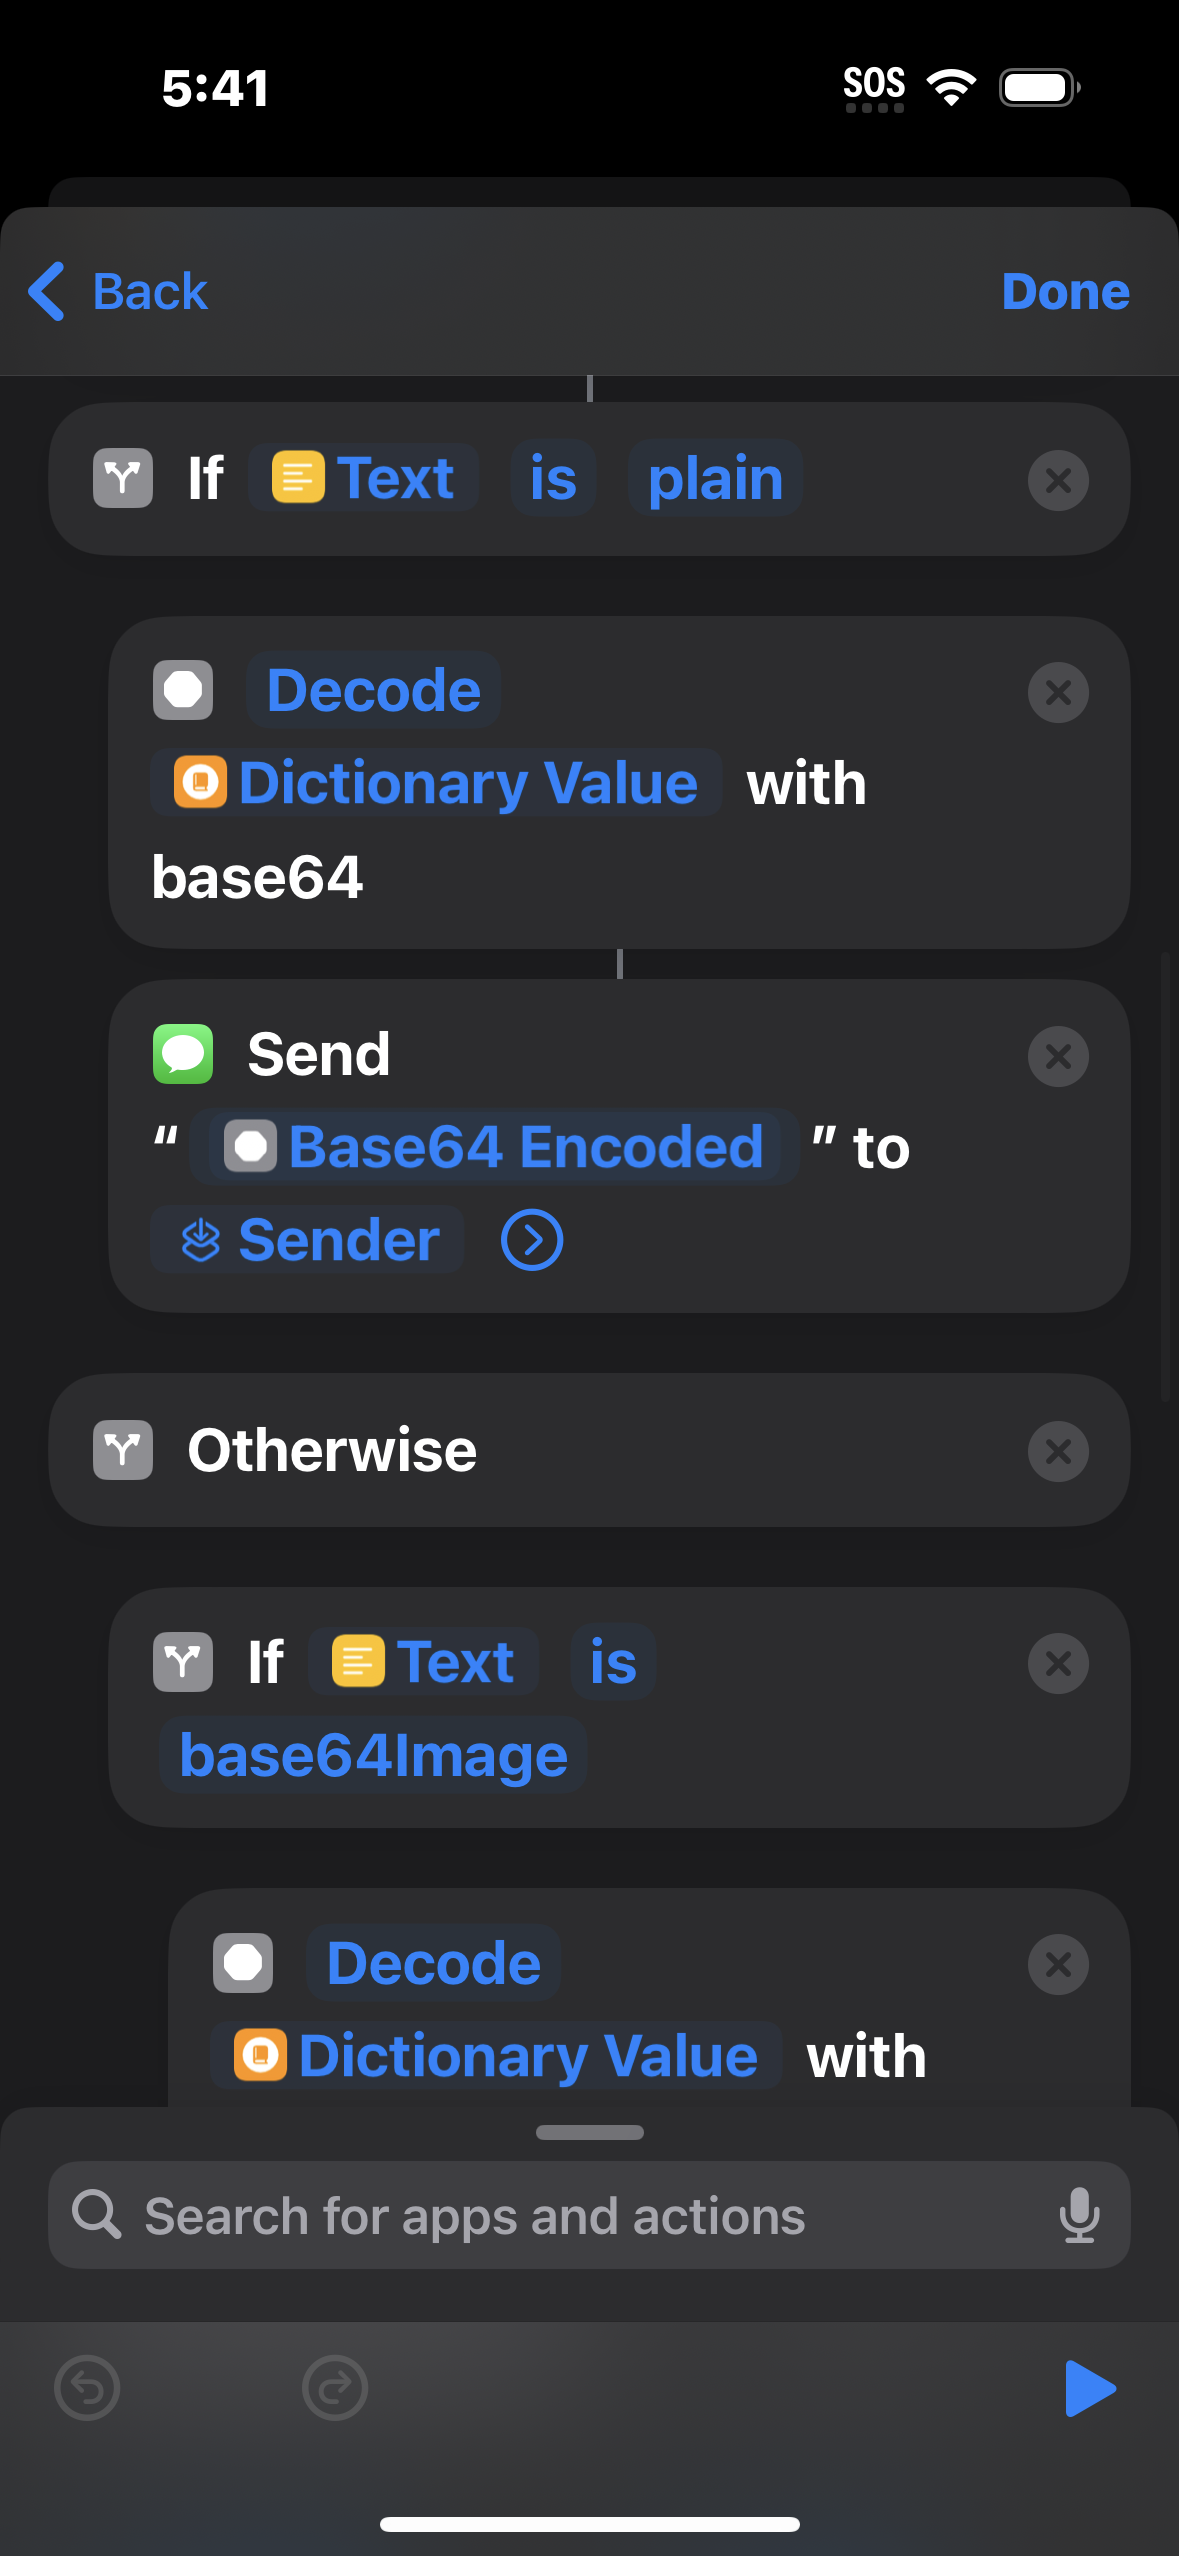 5:41
SOS
Back
Done
If Text is plain
Decode
Dictionary Value with
base64
Send
“ Base64 Encoded ” to
Sender
Otherwise
If Text is
base64Image
Decode
Dictionary Value with
Search for apps and actions